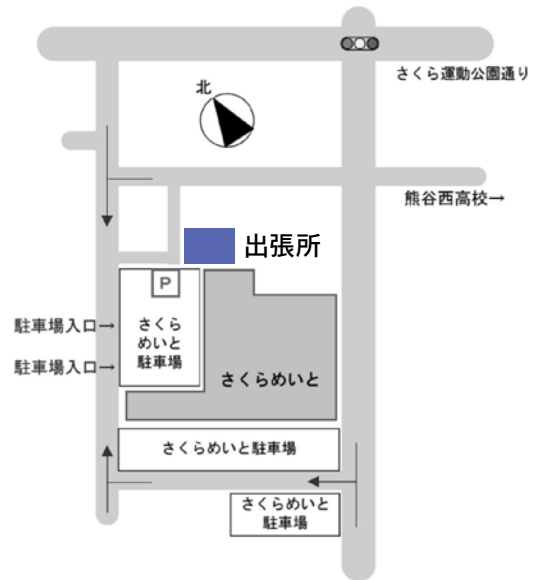 さくら運動公園通り
北
熊谷西高校→
出張所
P
駐車場入口→
さくら
めいと
駐車場
駐車場入口→
さくらめいと
さくらめいと駐車場
さくらめいと
駐車場